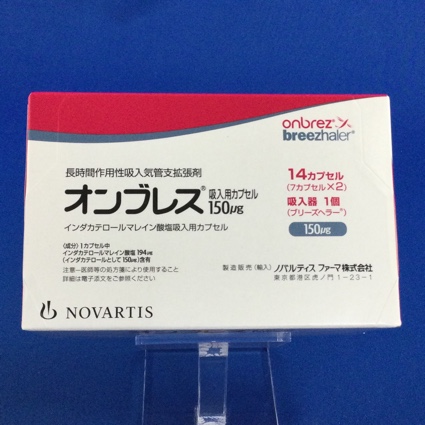 onbrez®
breezhaler®
長時間作用性吸入気管支拡張剤
オンブレス®吸入用カプセル150μg
インダカテロールマレイン酸塩吸入用カプセル
14カプセル
(7カプセル×2)
吸入器 1個
(ブリーズヘラー®)
150μg
〈成分〉1カプセル中
インダカテロールマレイン酸塩 194μg
(インダカテロールとして 150μg)含有
注意−医師等の処方箋により使用すること
詳細は電子添文をご参照ください
製造販売(輸入)
ノバルティス ファーマ株式会社
東京都港区虎ノ門1-23-1
NOVARTIS